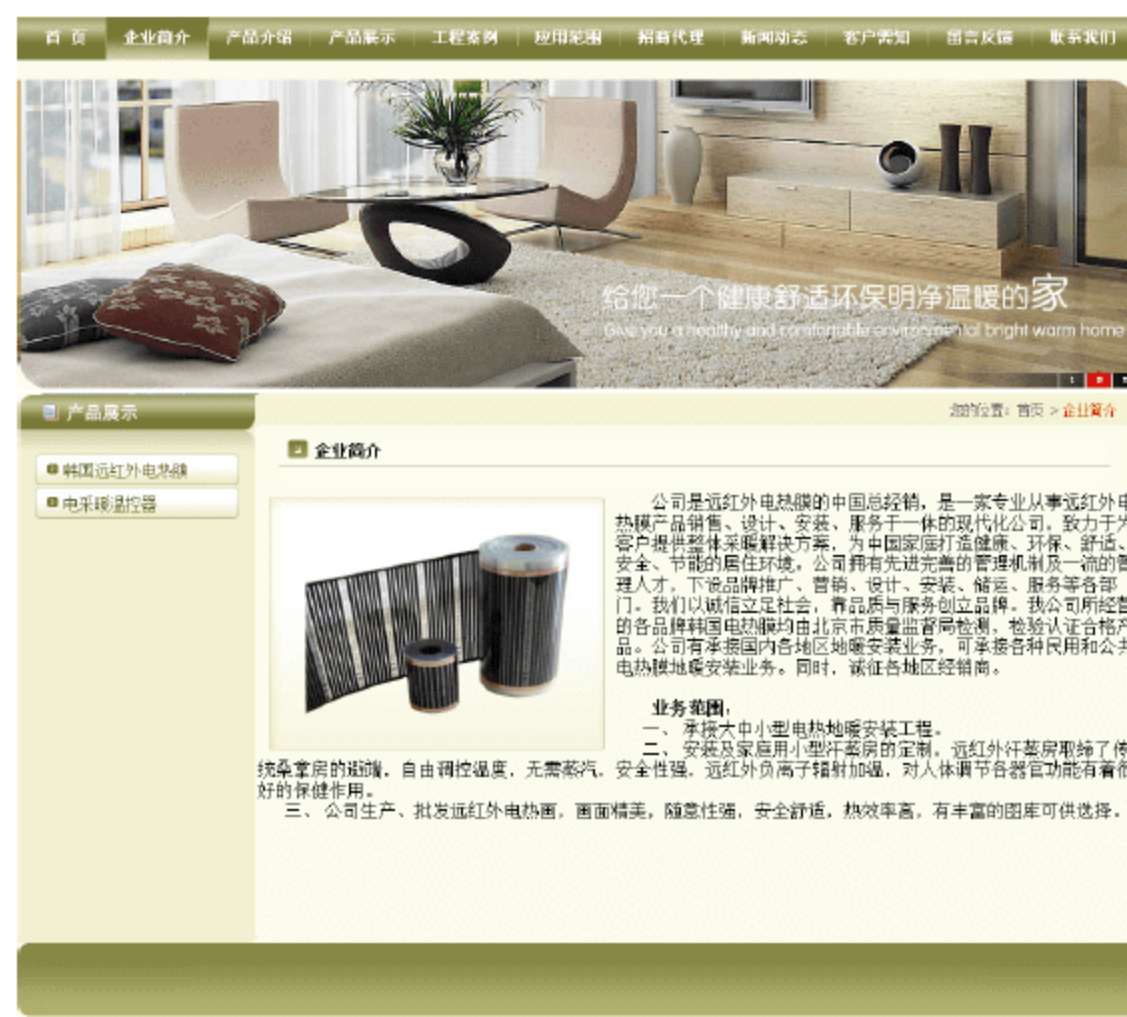 首 页 企业简介 产品介绍 产品展示 工程案例 应用范围 招商代理 新闻动态 客户需知 留言反馈 联系我们
给您一个健康舒适环保明净温暖的家
Give you a healthy and comfortable environmental bright warm home
1
产品展示
您的位置：首页 > 企业简介
企业简介
韩国远红外电热膜
电采暖温控器
公司是远红外电热膜的中国总经销，是一家专业从事远红外电
热膜产品销售、设计、安装、服务于一体的现代化公司。致力于为
客户提供整体采暖解决方案，为中国家庭打造健康、环保、舒适、
安全、节能的居住环境。公司拥有先进完善的管理机制及一流的管
理人才，下设品牌推广、营销、设计、安装、储运、服务等各部
门。我们以诚信立足社会，靠品质与服务创立品牌。我公司所经营
的各品牌韩国电热膜均由北京市质量监督局检测，检验认证合格产
品。公司有承接国内各地区地暖安装业务，可承接各种民用和公共
电热膜地暖安装业务。同时，诚征各地区经销商。
业务范围：
一、 承接大中小型电热地暖安装工程。
二、 安装及家庭用小型汗蒸房的定制。远红外汗蒸房取缔了传
统桑拿房的避端，自由调控温度，无需蒸汽，安全性强，远红外负离子辐射加温，对人体调节各器官功能有着很
好的保健作用。
三、 公司生产、批发远红外电热画，画面精美，随意性强，安全舒适，热效率高，有丰富的图库可供选择。